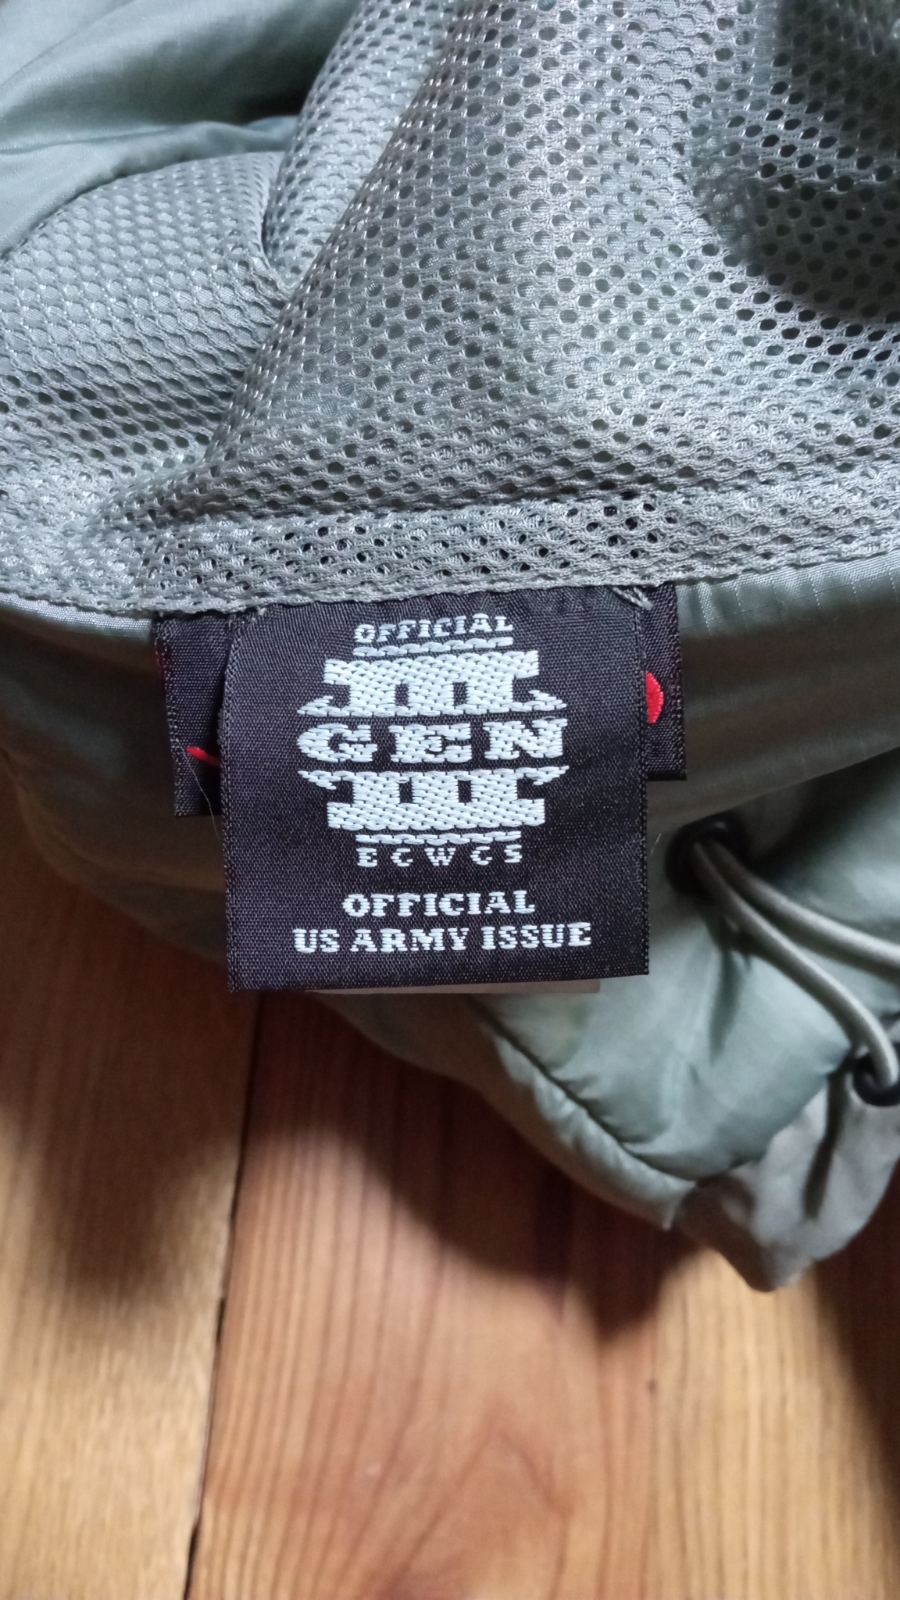 OFFICIAL
III
GEN
III
ECWCS
OFFICIAL
US ARMY ISSUE